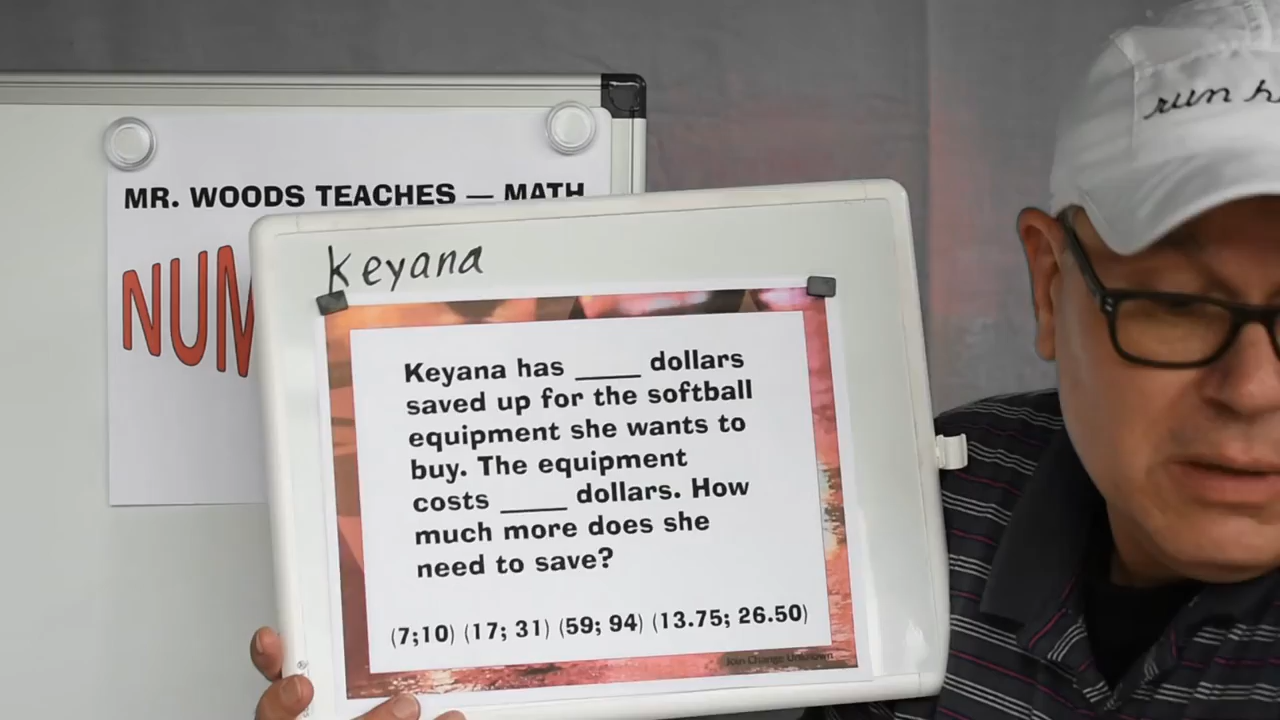 run
MR. WOODS TEACHES — MATH
Keyana
Keyana has ____ dollars
saved up for the softball
equipment she wants to
buy. The equipment
costs ____ dollars. How
much more does she
need to save?
(7;10) (17; 31) (59; 94) (13.75; 26.50)
Join Change Unknown